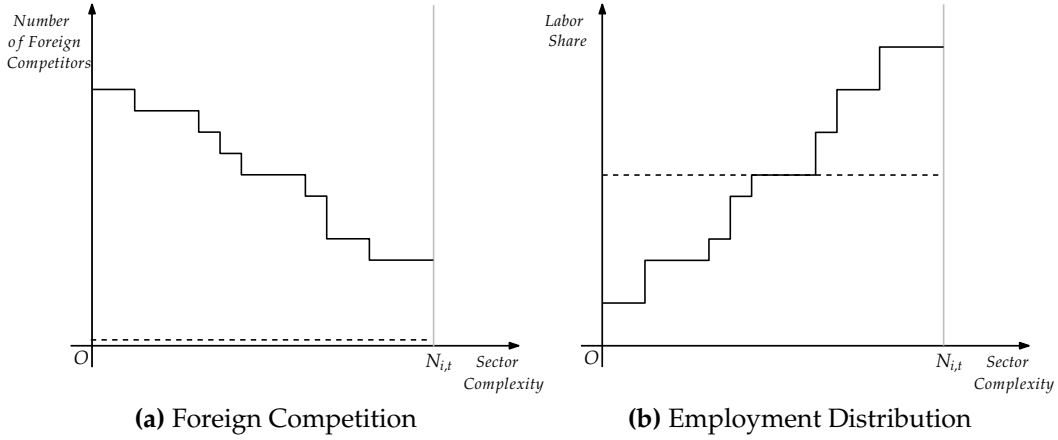 Number
of Foreign
Competitors
O
N_{i,t}
Sector
Complexity
(a) Foreign Competition
Labor
Share
O
N_{i,t}
Sector
Complexity
(b) Employment Distribution